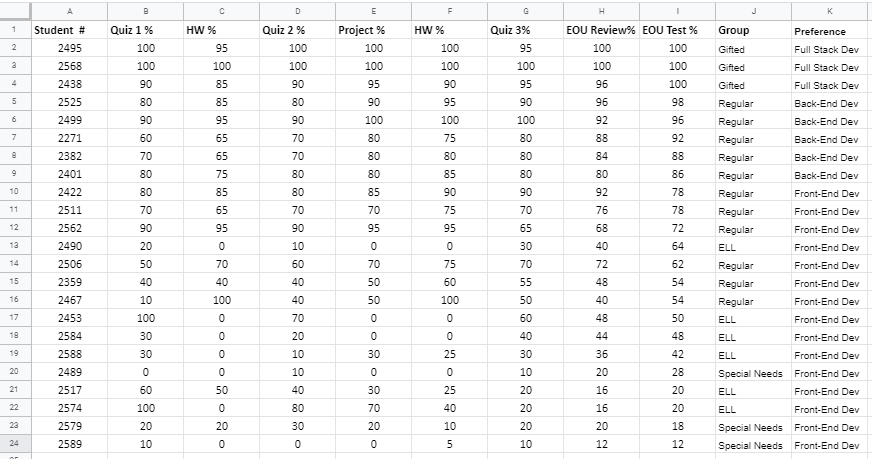 A B C D E F G H I J K
1 Student # Quiz 1 % HW % Quiz 2 % Project % HW % Quiz 3% EOU Review% EOU Test % Group Preference
2 2495 100 95 100 100 100 95 100 100 Gifted Full Stack Dev
3 2568 100 100 100 100 100 100 100 100 Gifted Full Stack Dev
4 2438 90 85 90 95 90 95 96 100 Gifted Full Stack Dev
5 2525 80 85 80 90 95 90 96 98 Regular Back-End Dev
6 2499 90 95 90 100 100 100 92 96 Regular Back-End Dev
7 2271 60 65 70 80 75 80 88 92 Regular Back-End Dev
8 2382 70 65 70 80 80 80 84 88 Regular Back-End Dev
9 2401 80 75 80 80 85 80 80 86 Regular Back-End Dev
10 2422 80 85 80 85 90 90 92 78 Regular Front-End Dev
11 2511 70 65 70 70 75 70 76 78 Regular Front-End Dev
12 2562 90 95 90 95 95 65 68 72 Regular Front-End Dev
13 2490 20 0 10 0 0 30 40 64 ELL Front-End Dev
14 2506 50 70 60 70 75 70 72 62 Regular Front-End Dev
15 2359 40 40 40 50 60 55 48 54 Regular Front-End Dev
16 2467 10 100 40 50 100 50 40 54 Regular Front-End Dev
17 2453 100 0 70 0 0 60 48 50 ELL Front-End Dev
18 2584 30 0 20 0 0 40 44 48 ELL Front-End Dev
19 2588 30 0 10 30 25 30 36 42 ELL Front-End Dev
20 2489 0 0 10 0 0 10 20 28 Special Needs Front-End Dev
21 2517 60 50 40 30 25 20 16 20 ELL Front-End Dev
22 2574 100 0 80 70 40 20 16 20 ELL Front-End Dev
23 2579 20 20 30 20 10 20 20 18 Special Needs Front-End Dev
24 2589 10 0 0 0 5 10 12 12 Special Needs Front-End Dev